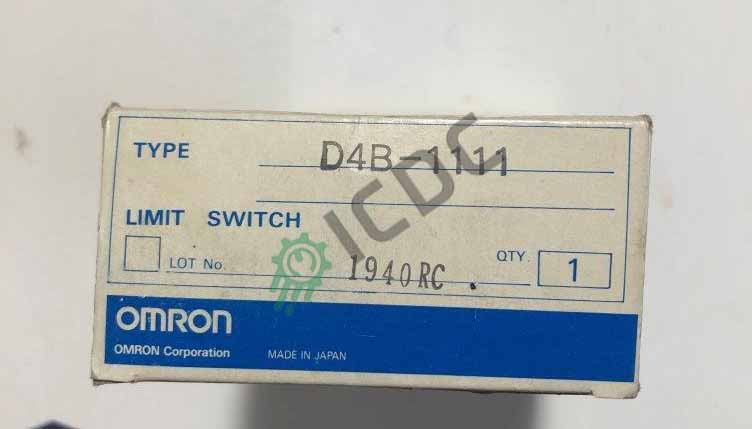 TYPE D4B-1111
LIMIT SWITCH
LOT No. 1940RC . QTY. 1
ICDC
OMRON
OMRON Corporation MADE IN JAPAN